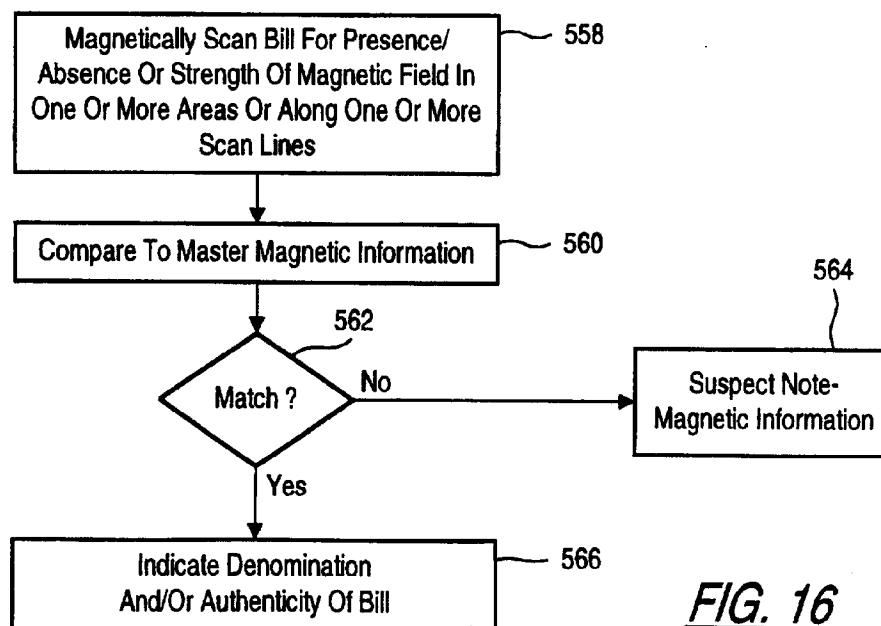 Magnetically Scan Bill For Presence/
Absence Or Strength Of Magnetic Field In
One Or More Areas Or Along One Or More
Scan Lines
558
Compare To Master Magnetic Information
560
562
Match ?
No
564
Suspect Note-
Magnetic Information
Yes
Indicate Denomination
And/Or Authenticity Of Bill
566
FIG. 16